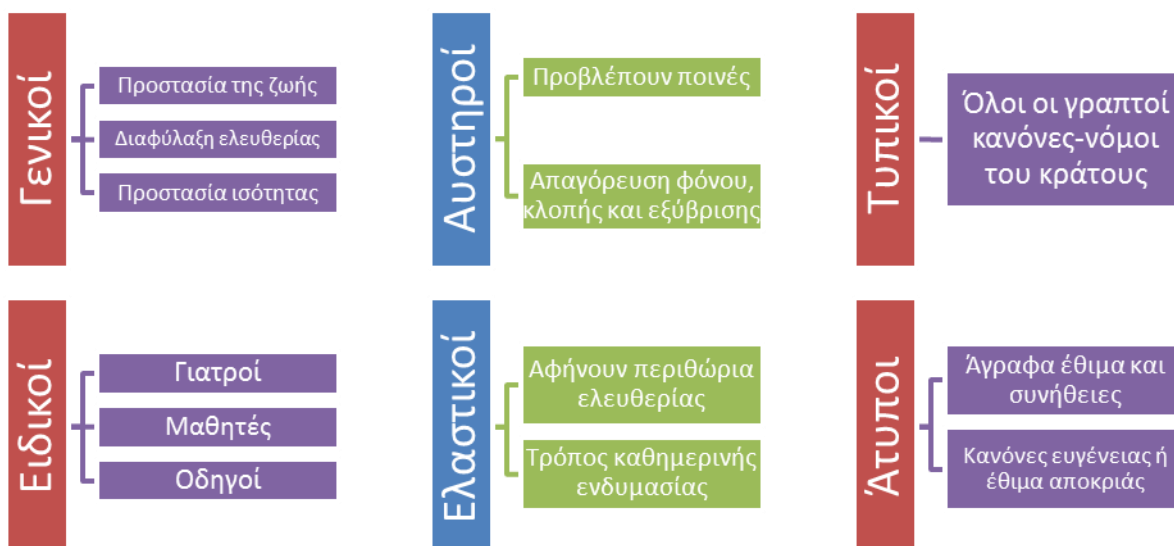 Γενικοί
Προστασία της ζωής
Διαφύλαξη ελευθερίας
Προστασία ισότητας
Αυστηροί
Προβλέπουν ποινές
Απαγόρευση φόνου,
κλοπής και εξύβρισης
Τυπικοί
Όλοι οι γραπτοί
κανόνες-νόμοι
του κράτους
Ειδικοί
Γιατροί
Μαθητές
Οδηγοί
Ελαστικοί
Αφήνουν περιθώρια
ελευθερίας
Τρόπος καθημερινής
ενδυμασίας
Άτυποι
Άγραφα έθιμα και
συνήθειες
Κανόνες ευγένειας ή
έθιμα αποκριάς